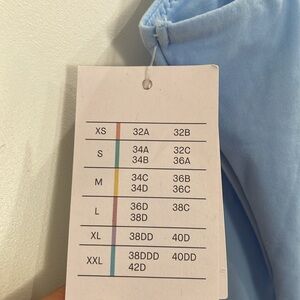 XS 32A 32B
S 34A 32C
34B 36A
M 34C 36B
34D 36C
L 36D 38C
38D
XL 38DD 40D
XXL 38DDD 40DD
42D